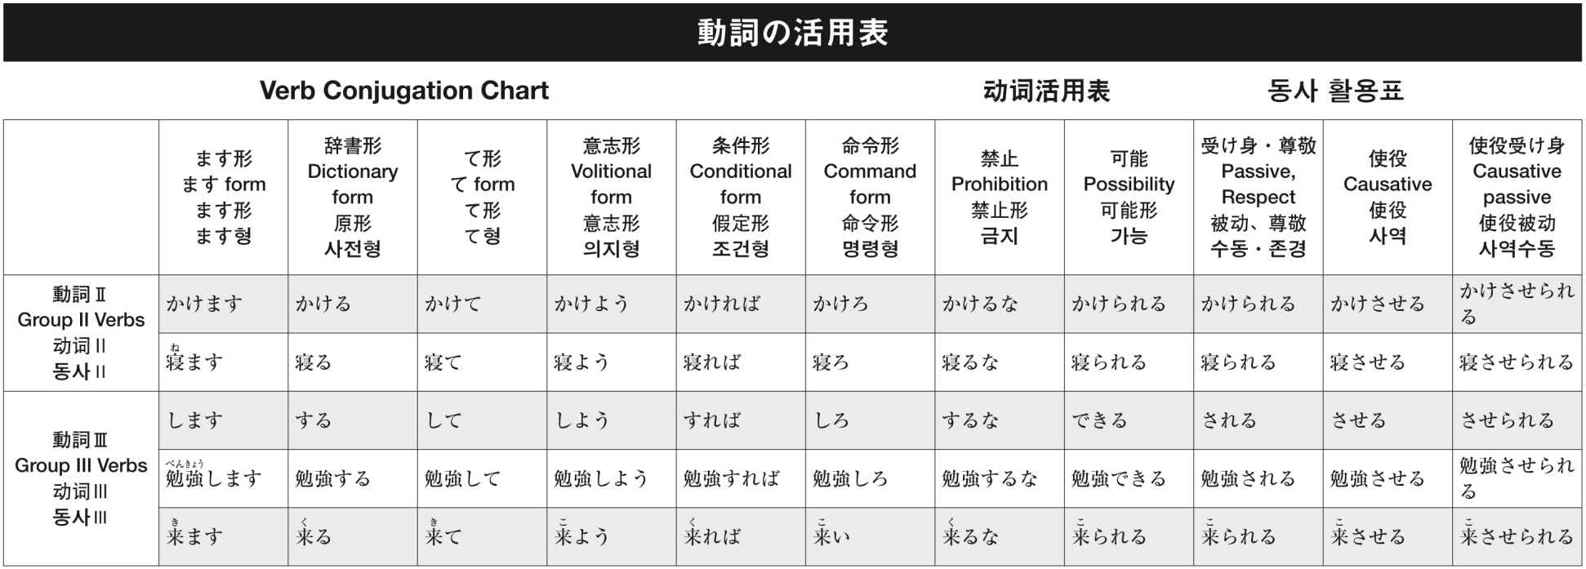 動詞の活用表
Verb Conjugation Chart 动词活用表 동사 활용표
ます形
ます form
ます形
ます형
辞書形
Dictionary
form
原形
사전형
て形
て form
て形
て형
意志形
Volitional
form
意志形
의지형
条件形
Conditional
form
假定形
조건형
命令形
Command
form
命令形
명령형
禁止
Prohibition
禁止形
금지
可能
Possibility
可能形
가능
受け身・尊敬
Passive,
Respect
被动、尊敬
수동・존경
使役
Causative
使役
사역
使役受け身
Causative
passive
使役被动
사역수동
動詞Ⅱ
Group II Verbs
动词Ⅱ
동사Ⅱ
かけます
かける
かけて
かけよう
かければ
かけろ
かけるな
かけられる
かけられる
かけさせる
かけさせられ
る
ね
寝ます
寝る
寝て
寝よう
寝れば
寝ろ
寝るな
寝られる
寝られる
寝させる
寝させられる
動詞Ⅲ
Group III Verbs
动词Ⅲ
동사Ⅲ
します
する
して
しよう
すれば
しろ
するな
できる
される
させる
させられる
べんきょう
勉強します
勉強する
勉強して
勉強しよう
勉強すれば
勉強しろ
勉強するな
勉強できる
勉強される
勉強させる
勉強させられ
る
き
来ます
く
来る
き
来て
こ
来よう
く
来れば
こ
来い
く
来るな
こ
来られる
こ
来られる
こ
来させる
こ
来させられる